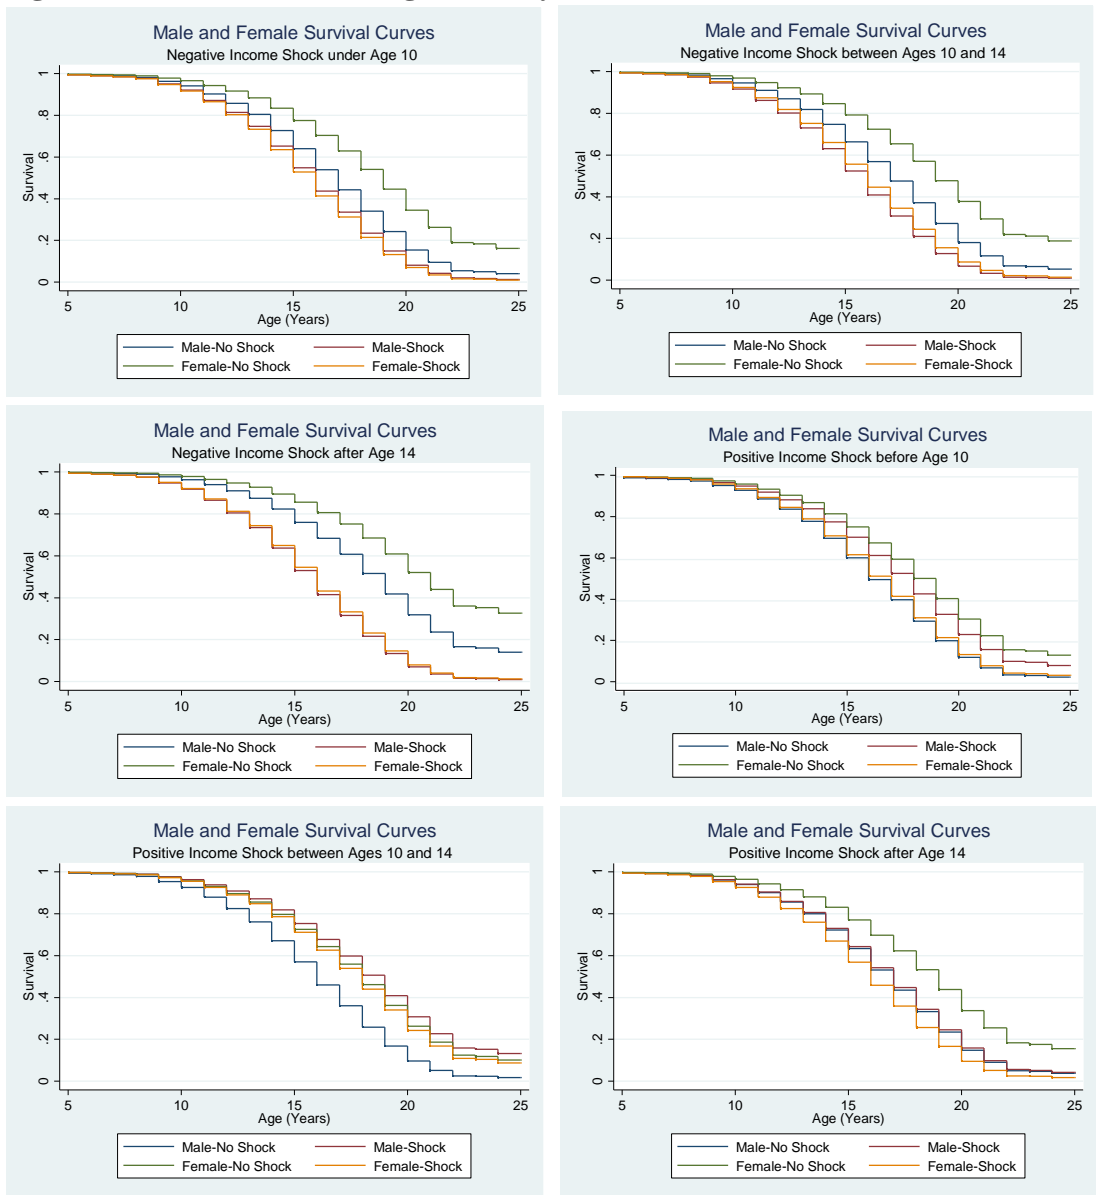 Male and Female Survival Curves
Negative Income Shock under Age 10
Survival
1
.8
.6
.4
.2
0
5 10 15 20 25
Age (Years)
Male-No Shock Male-Shock
Female-No Shock Female-Shock
Male and Female Survival Curves
Negative Income Shock between Ages 10 and 14
Survival
1
.8
.6
.4
.2
0
5 10 15 20 25
Age (Years)
Male-No Shock Male-Shock
Female-No Shock Female-Shock
Male and Female Survival Curves
Negative Income Shock after Age 14
Survival
1
.8
.6
.4
.2
0
5 10 15 20 25
Age (Years)
Male-No Shock Male-Shock
Female-No Shock Female-Shock
Male and Female Survival Curves
Positive Income Shock before Age 10
Survival
1
.8
.6
.4
.2
0
5 10 15 20 25
Age (Years)
Male-No Shock Male-Shock
Female-No Shock Female-Shock
Male and Female Survival Curves
Positive Income Shock between Ages 10 and 14
Survival
1
.8
.6
.4
.2
0
5 10 15 20 25
Age (Years)
Male-No Shock Male-Shock
Female-No Shock Female-Shock
Male and Female Survival Curves
Positive Income Shock after Age 14
Survival
1
.8
.6
.4
.2
0
5 10 15 20 25
Age (Years)
Male-No Shock Male-Shock
Female-No Shock Female-Shock